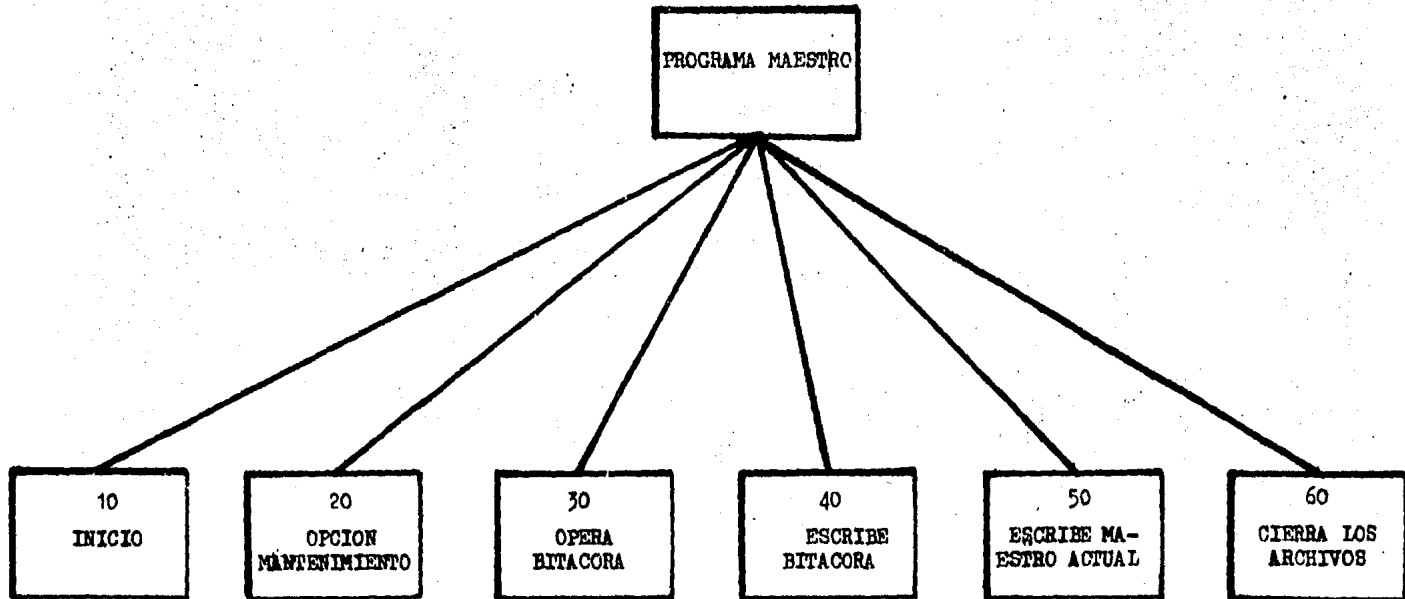 PROGRAMA MAESTRO
10
INICIO
20
OPCION
MANTENIMIENTO
30
OPERA
BITACORA
40
ESCRIBE
BITACORA
50
ESCRIBE MA-
ESTRO ACTUAL
60
CIERRA LOS
ARCHIVOS